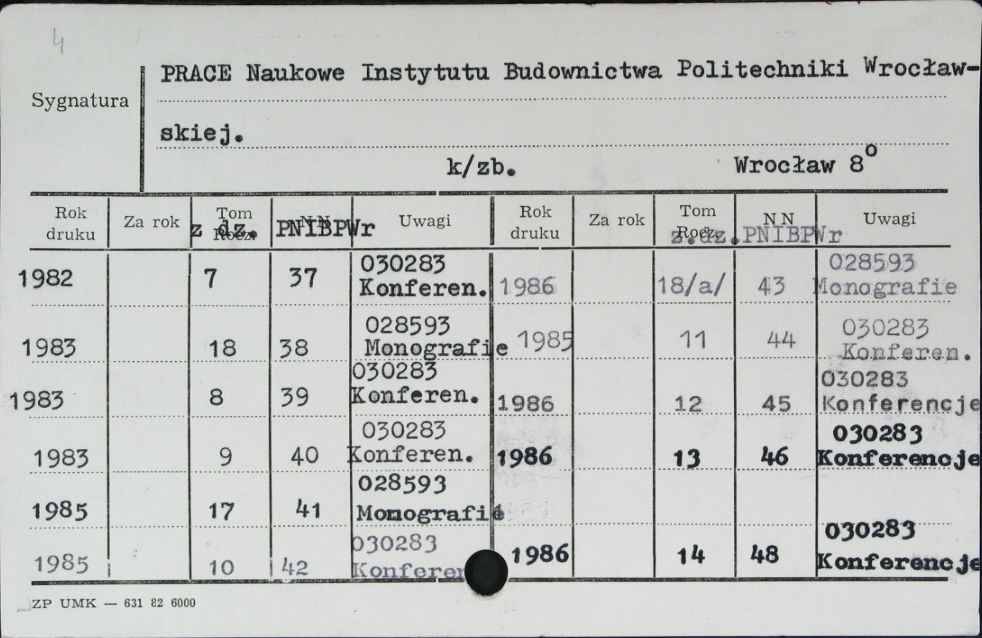 4
PRACE Naukowe Instytutu Budownictwa Politechniki Wrocław-
Sygnatura
skiej.
k/zb. Wrocław 8o
Rok druku Za rok Tom Rocz. z dz. NN PNIBPWr Uwagi Rok druku Za rok Tom Rocz. z.dz. NN PNIBPWr Uwagi
1982 7 37 030283 Konferen. 1986 18/a/ 43 028593 Monografie
1983 18 38 028593 Monografie 1985 11 44 030283 Konferen.
1983 8 39 030283 Konferen. 1986 12 45 030283 Konferencje
1983 9 40 030283 Konferen. 1986 13 46 030283 Konferencje
1985 17 41 028593 Monografie
1985 10 42 030283 Konferen 1986 14 48 030283 Konferencje
ZP UMK — 631 82 6000